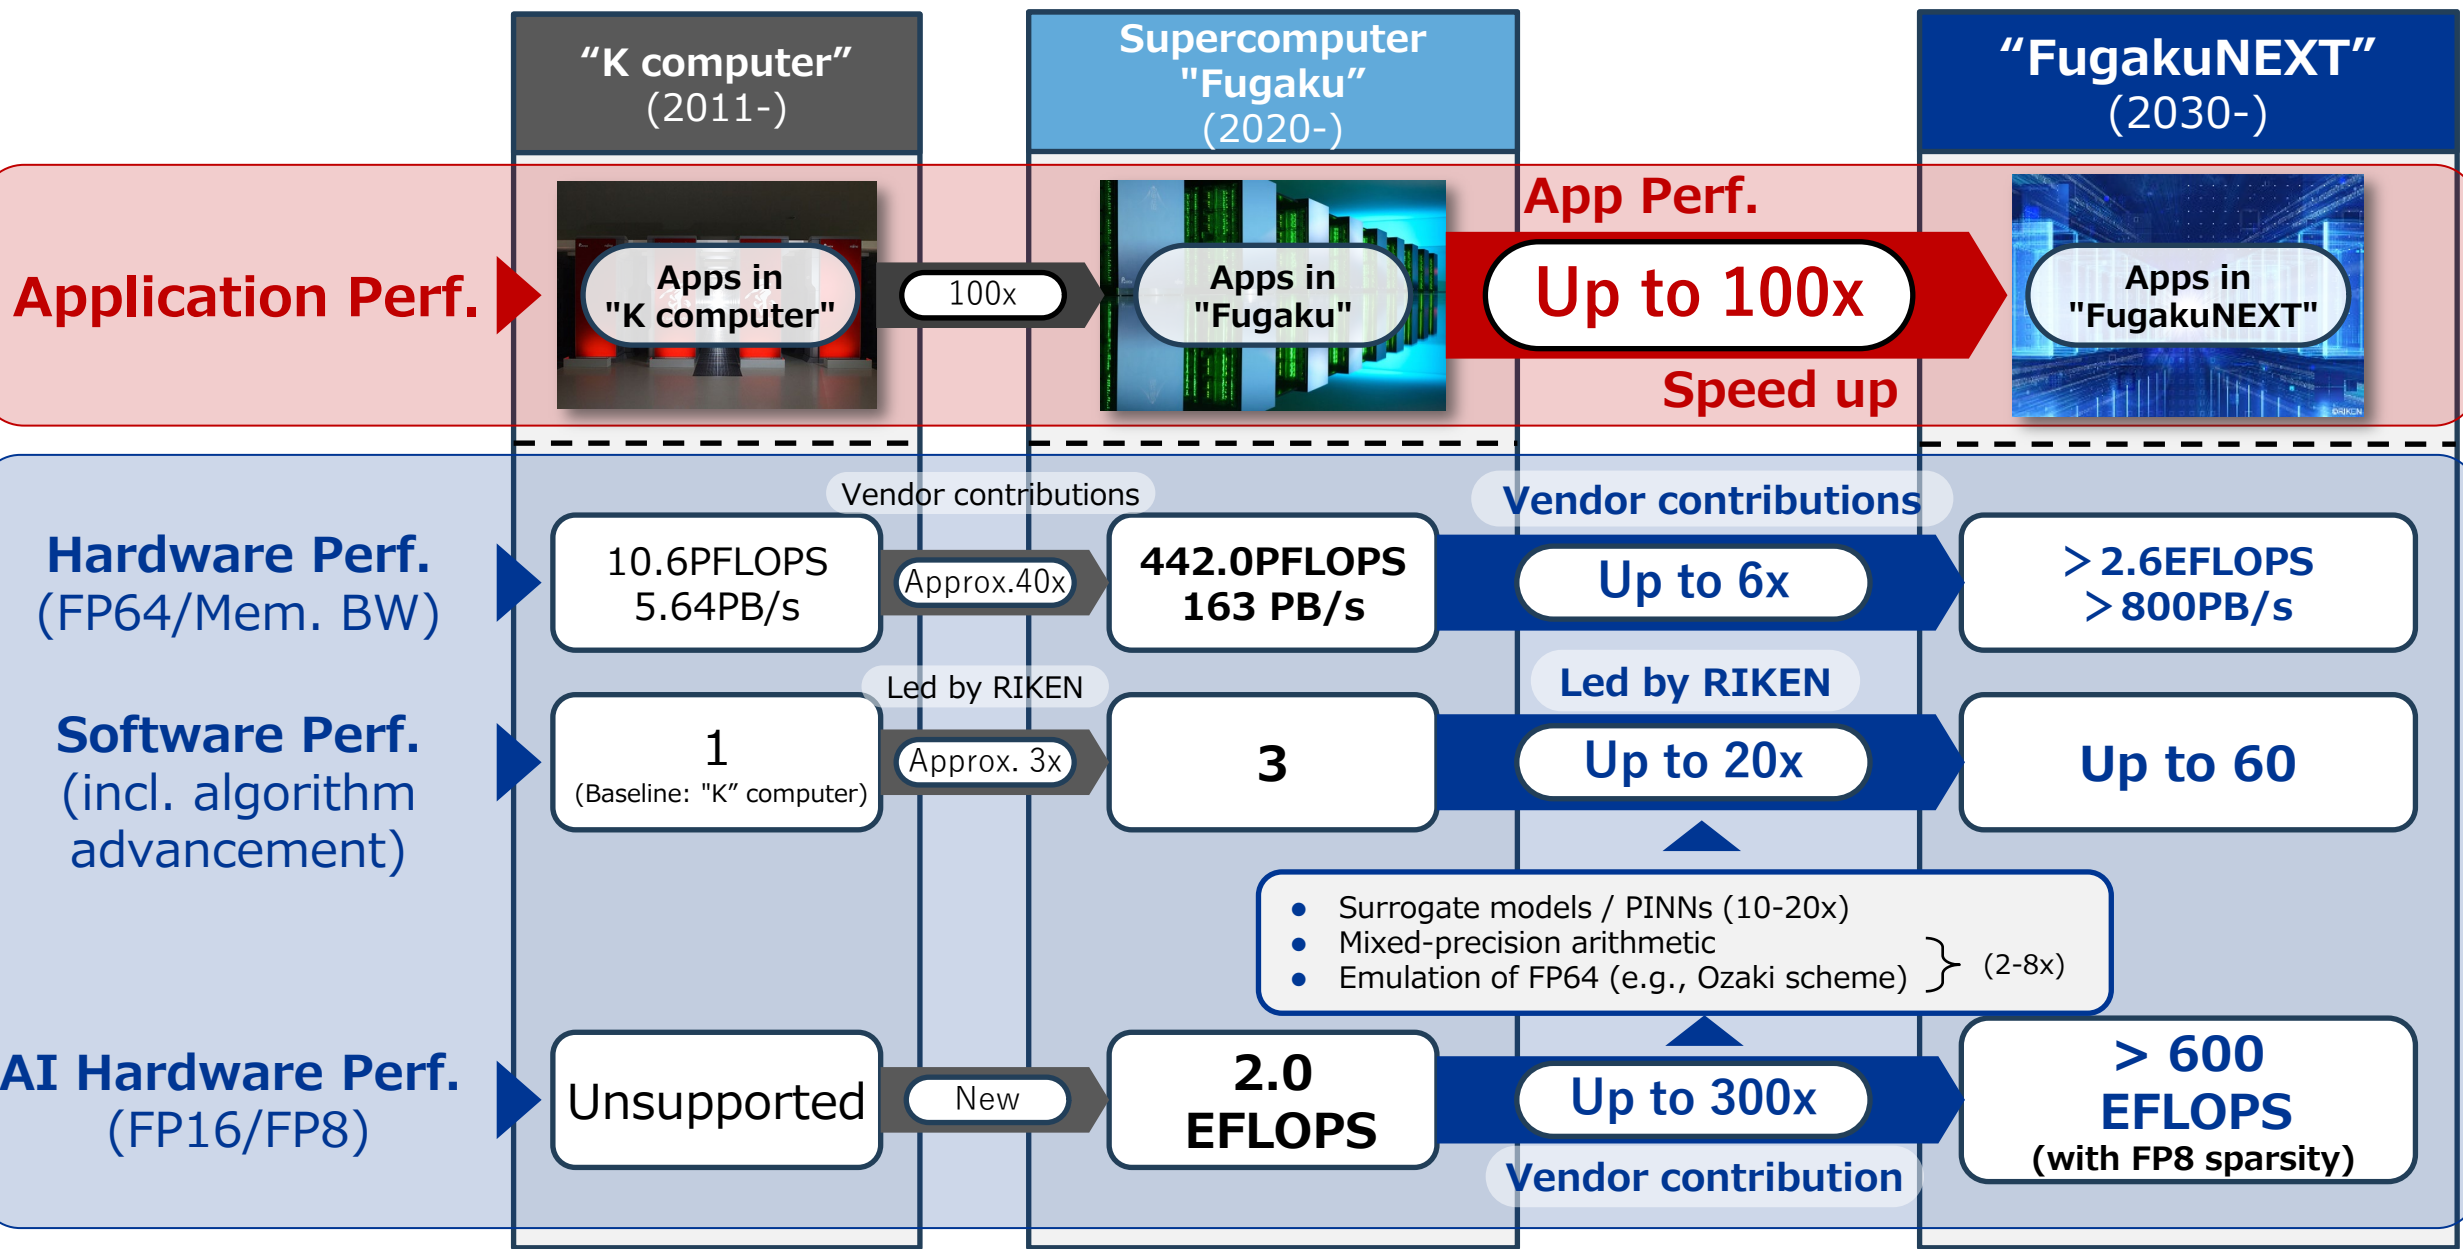 “K computer”
(2011-)
Supercomputer
"Fugaku”
(2020-)
“FugakuNEXT”
(2030-)
Application Perf.
Apps in
"K computer"
100x
Apps in
"Fugaku"
App Perf.
Up to 100x
Speed up
Apps in
"FugakuNEXT"
©RIKEN
Hardware Perf.
(FP64/Mem. BW)
10.6PFLOPS
5.64PB/s
Vendor contributions
Approx.40x
442.0PFLOPS
163 PB/s
Vendor contributions
Up to 6x
＞2.6EFLOPS
＞800PB/s
Software Perf.
(incl. algorithm
advancement)
1
(Baseline: "K” computer)
Led by RIKEN
Approx. 3x
3
Led by RIKEN
Up to 20x
Up to 60
● Surrogate models / PINNs (10-20x)
● Mixed-precision arithmetic
● Emulation of FP64 (e.g., Ozaki scheme)
(2-8x)
AI Hardware Perf.
(FP16/FP8)
Unsupported
New
2.0
EFLOPS
Up to 300x
Vendor contribution
> 600
EFLOPS
(with FP8 sparsity)